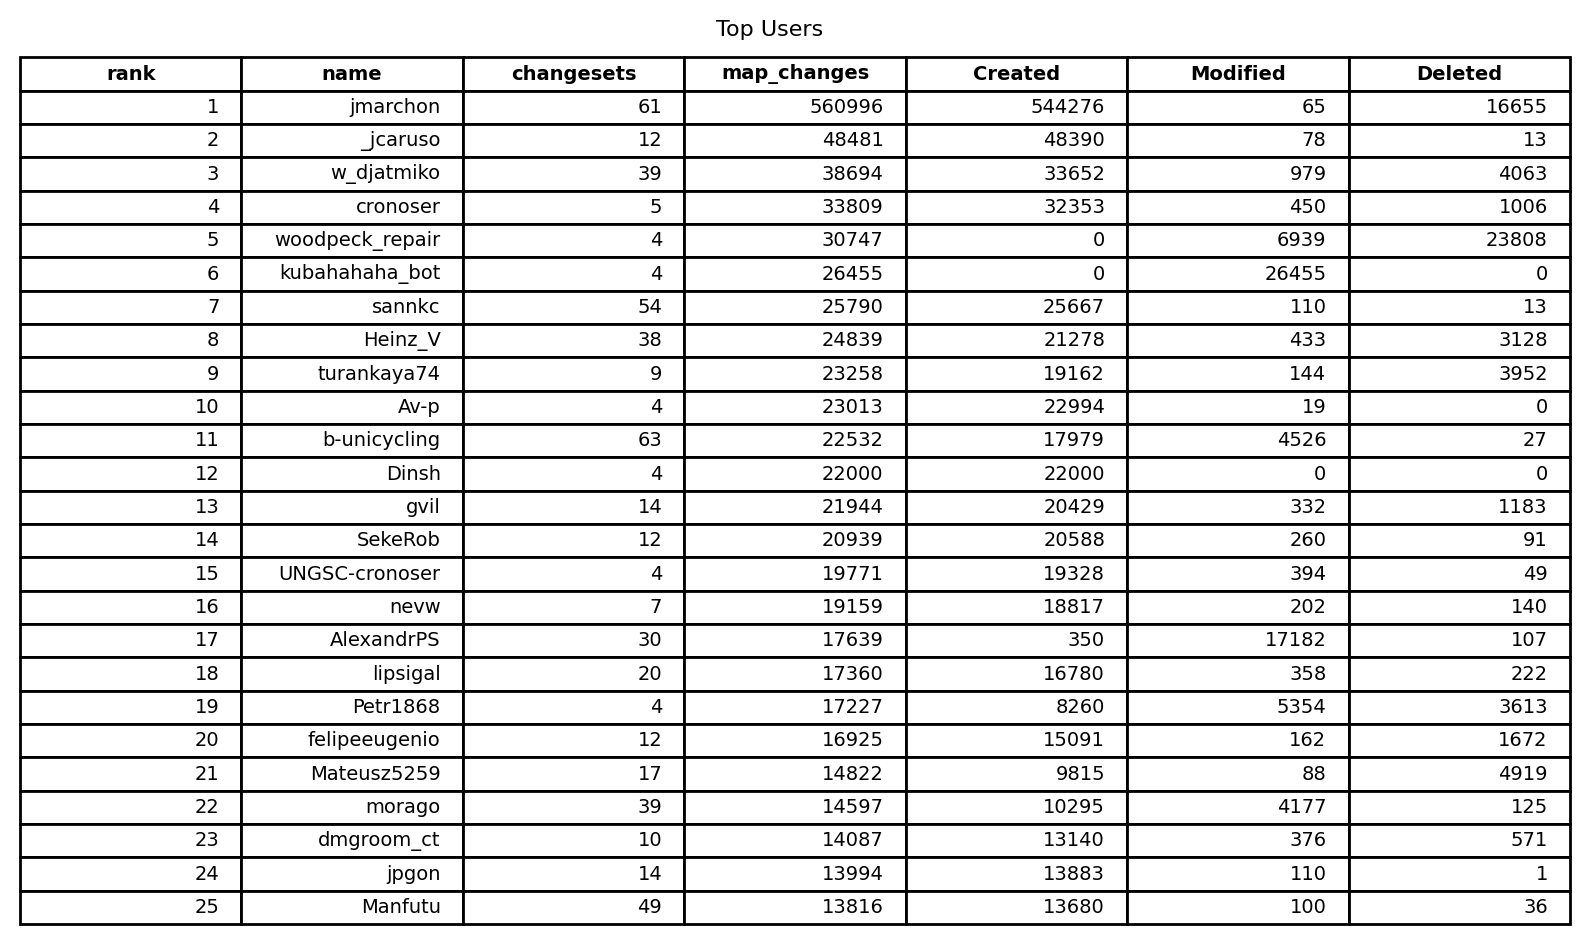 Top Users
rank name changesets map_changes Created Modified Deleted
1 jmarchon 61 560996 544276 65 16655
2 _jcaruso 12 48481 48390 78 13
3 w_djatmiko 39 38694 33652 979 4063
4 cronoser 5 33809 32353 450 1006
5 woodpeck_repair 4 30747 0 6939 23808
6 kubahahaha_bot 4 26455 0 26455 0
7 sannkc 54 25790 25667 110 13
8 Heinz_V 38 24839 21278 433 3128
9 turankaya74 9 23258 19162 144 3952
10 Av-p 4 23013 22994 19 0
11 b-unicycling 63 22532 17979 4526 27
12 Dinsh 4 22000 22000 0 0
13 gvil 14 21944 20429 332 1183
14 SekeRob 12 20939 20588 260 91
15 UNGSC-cronoser 4 19771 19328 394 49
16 nevw 7 19159 18817 202 140
17 AlexandrPS 30 17639 350 17182 107
18 lipsigal 20 17360 16780 358 222
19 Petr1868 4 17227 8260 5354 3613
20 felipeeugenio 12 16925 15091 162 1672
21 Mateusz5259 17 14822 9815 88 4919
22 morago 39 14597 10295 4177 125
23 dmgroom_ct 10 14087 13140 376 571
24 jpgon 14 13994 13883 110 1
25 Manfutu 49 13816 13680 100 36